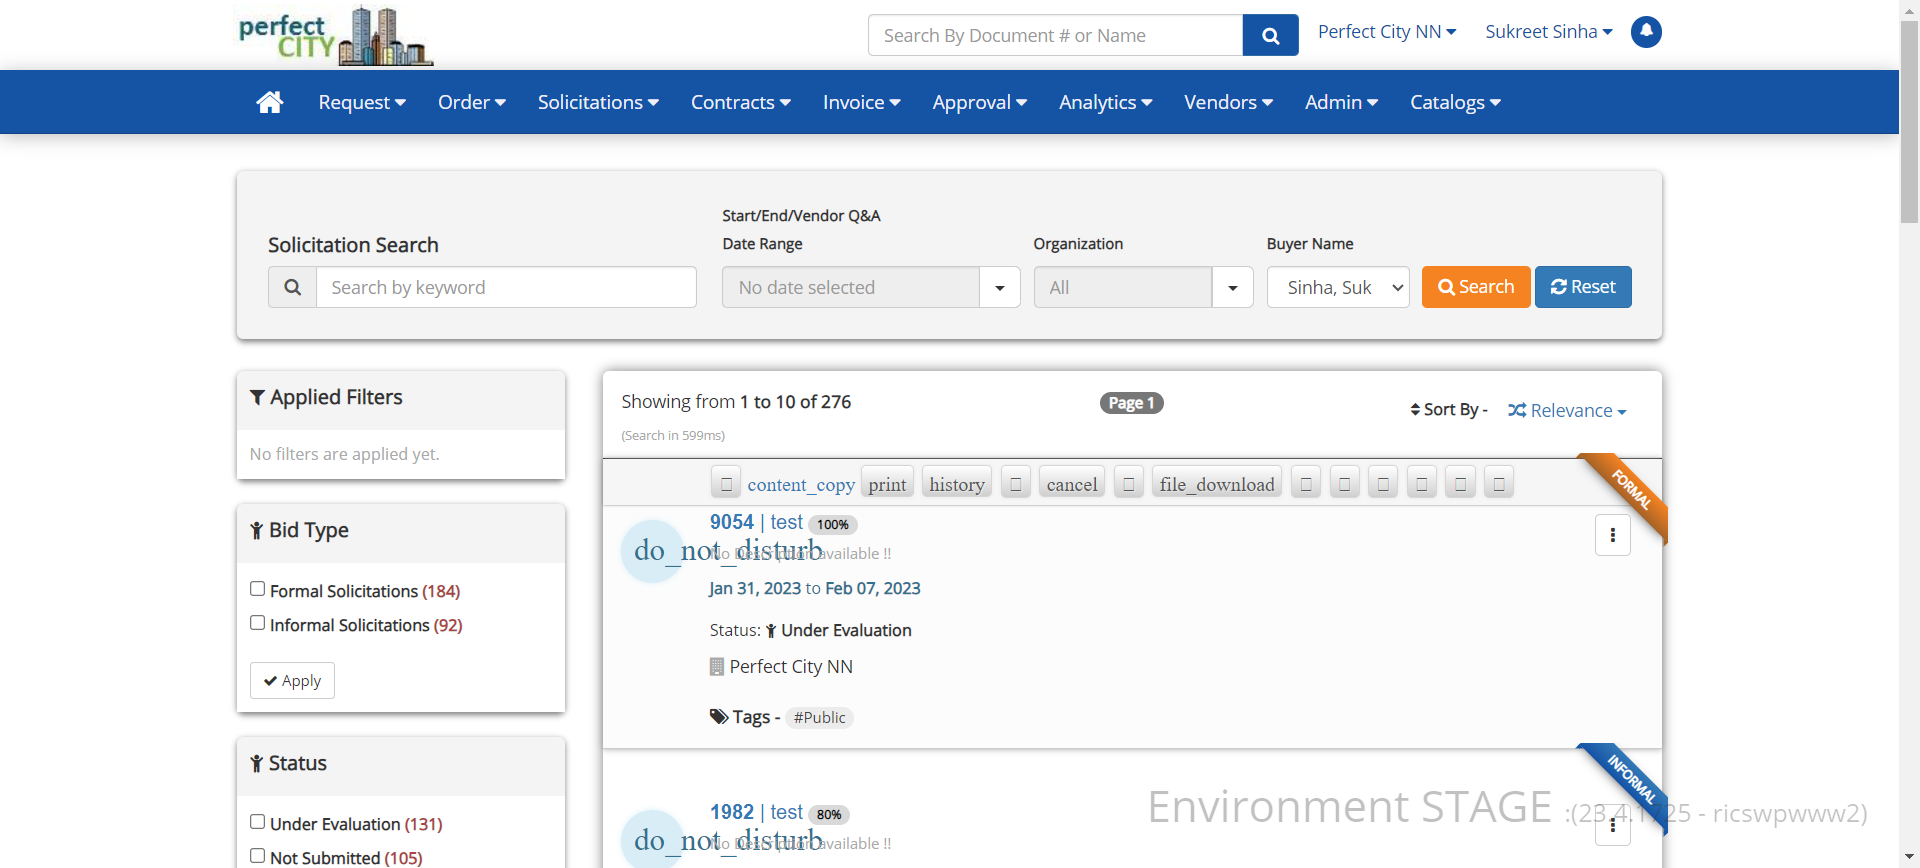 perfect
CITY
Search By Document # or Name
Perfect City NN
Sukreet Sinha
Request
Order
Solicitations
Contracts
Invoice
Approval
Analytics
Vendors
Admin
Catalogs
Solicitation Search
Search by keyword
Start/End/Vendor Q&A
Date Range
No date selected
Organization
All
Buyer Name
Sinha, Suk
Search
Reset
Applied Filters
No filters are applied yet.
Bid Type
Formal Solicitations (184)
Informal Solicitations (92)
Apply
Status
Under Evaluation (131)
Not Submitted (105)
Showing from 1 to 10 of 276
(Search in 599ms)
Page 1
Sort By -
Relevance
content_copy print history cancel file_download
FORMAL
9054 | test 100%
do_not_disturb
No Description available !!
Jan 31, 2023 to Feb 07, 2023
Status: Under Evaluation
Perfect City NN
Tags - #Public
INFORMAL
1982 | test 80%
do_not_disturb
No Description available !!
Environment STAGE :(23.4.1725 - ricswpwww2)